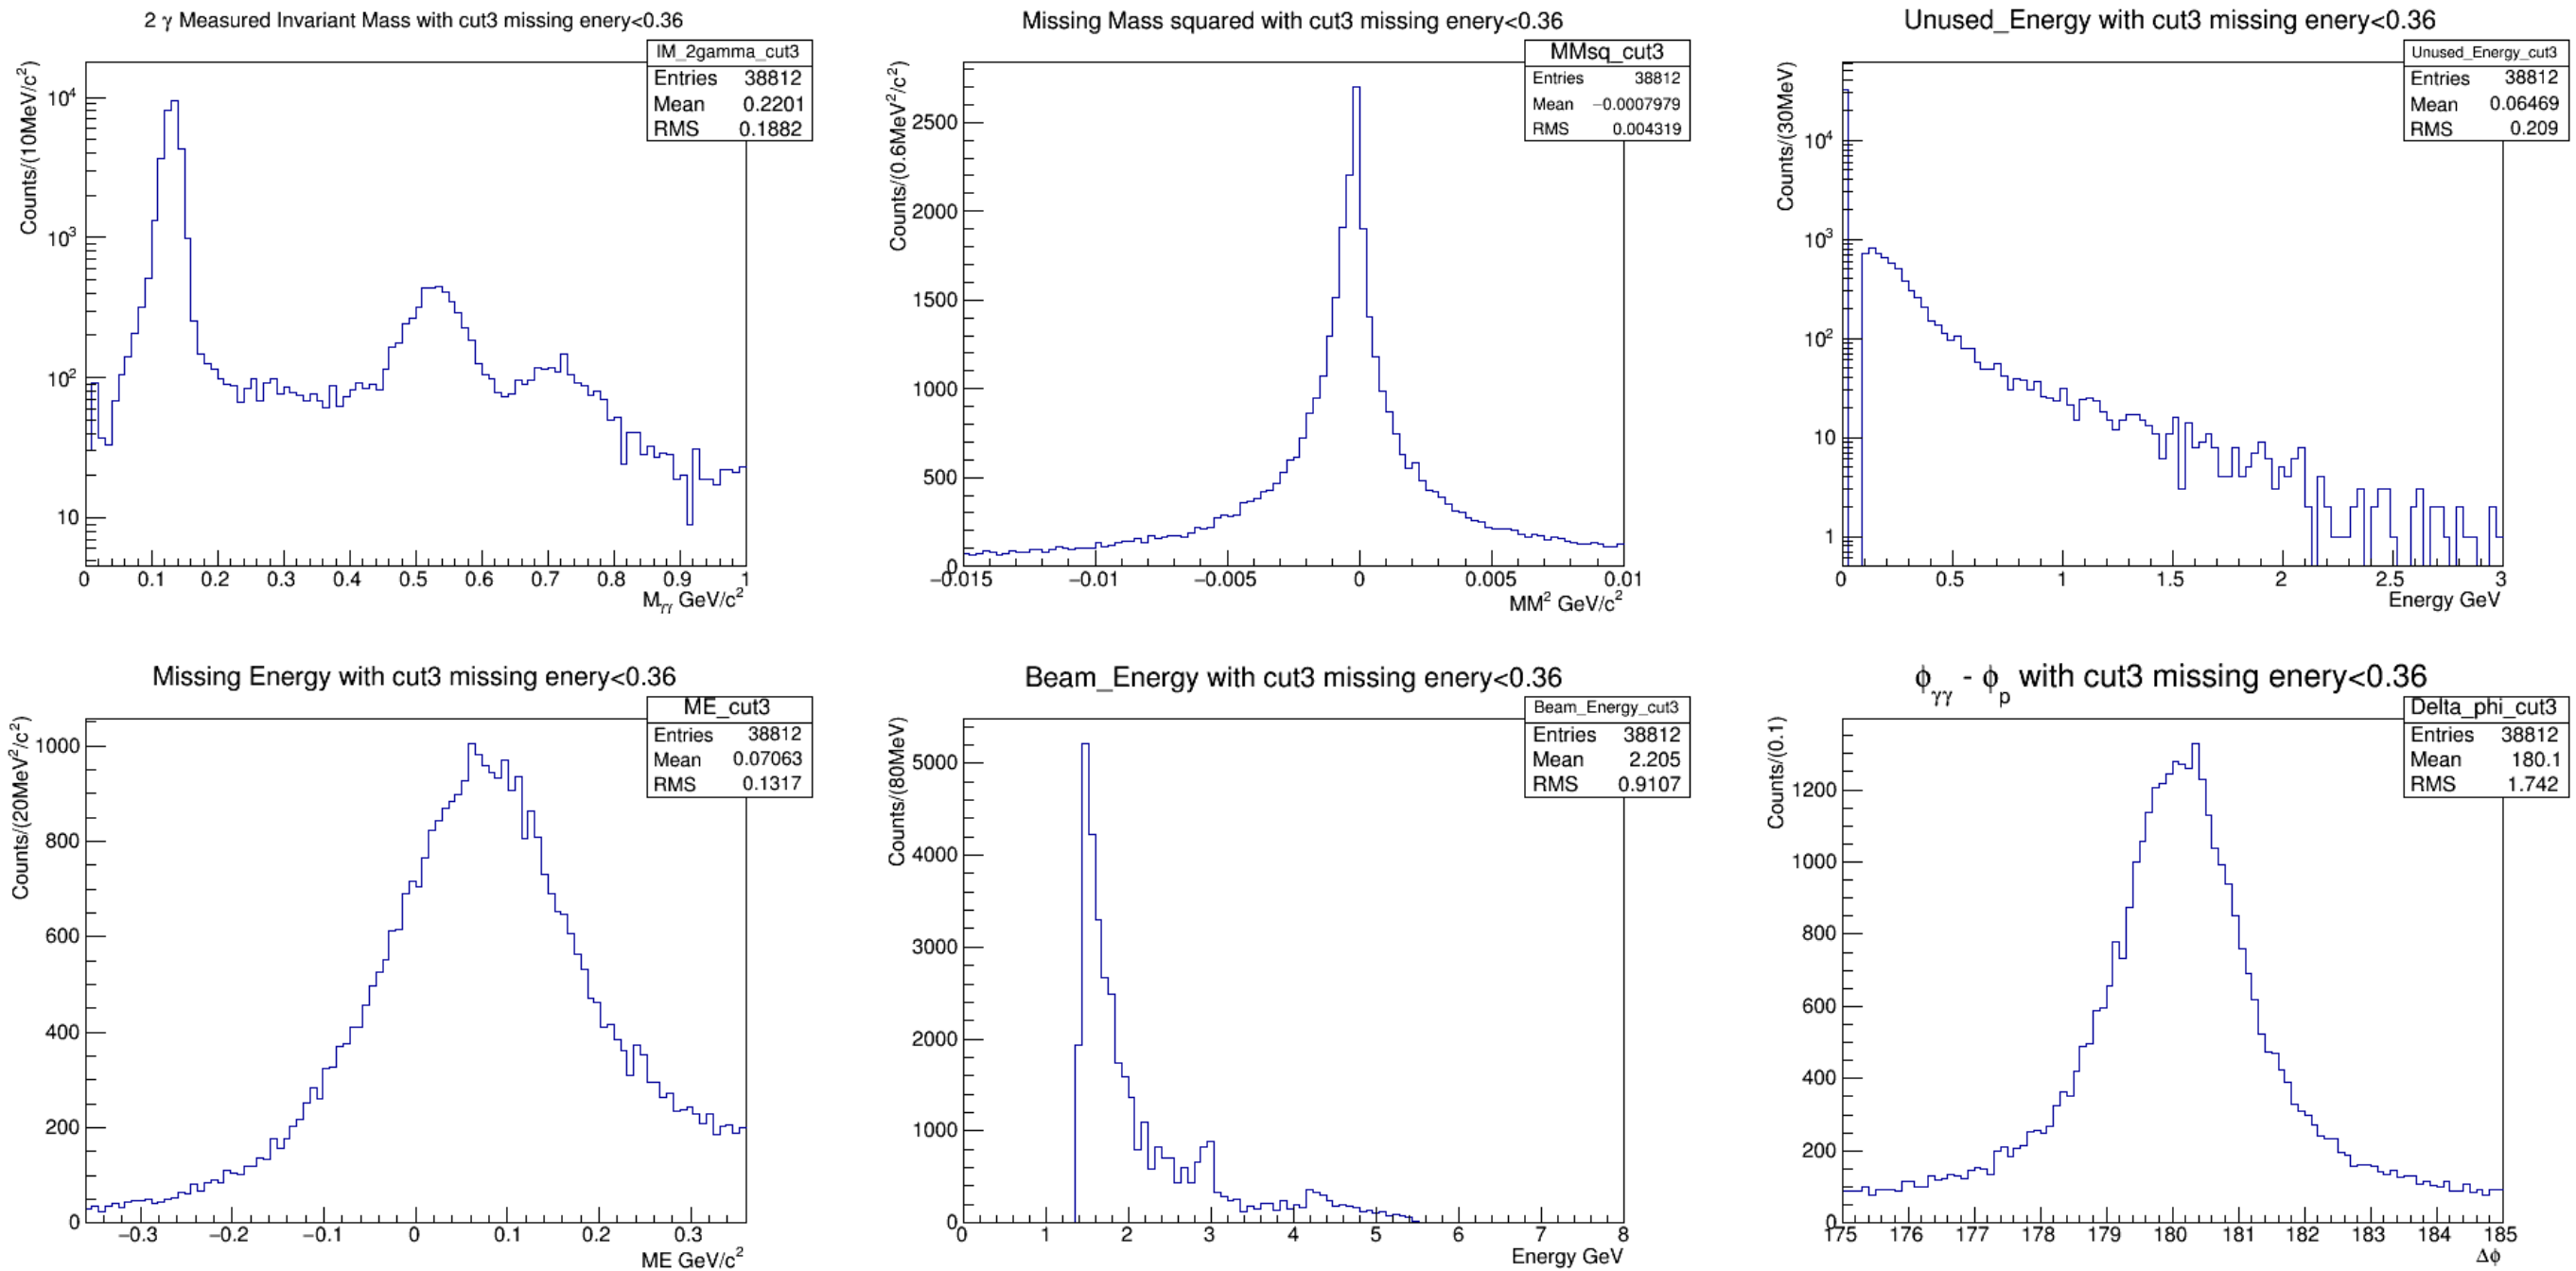 2 γ Measured Invariant Mass with cut3 missing enery<0.36
IM_2gamma_cut3
Entries 38812
Mean 0.2201
RMS 0.1882
Counts/(10MeV/c²)
10⁴
10³
10²
10
0 0.1 0.2 0.3 0.4 0.5 0.6 0.7 0.8 0.9 1
Mγγ GeV/c²
Missing Mass squared with cut3 missing enery<0.36
MMsq_cut3
Entries 38812
Mean −0.0007979
RMS 0.004319
Counts/(0.6MeV²/c²)
2500
2000
1500
1000
500
0
−0.015 −0.01 −0.005 0 0.005 0.01
MM² GeV/c²
Unused_Energy with cut3 missing enery<0.36
Unused_Energy_cut3
Entries 38812
Mean 0.06469
RMS 0.209
Counts/(30MeV)
10⁴
10³
10²
10
1
0 0.5 1 1.5 2 2.5 3
Energy GeV
Missing Energy with cut3 missing enery<0.36
ME_cut3
Entries 38812
Mean 0.07063
RMS 0.1317
Counts/(20MeV²/c²)
1000
800
600
400
200
0
−0.3 −0.2 −0.1 0 0.1 0.2 0.3
ME GeV/c²
Beam_Energy with cut3 missing enery<0.36
Beam_Energy_cut3
Entries 38812
Mean 2.205
RMS 0.9107
Counts/(80MeV)
5000
4000
3000
2000
1000
0
0 1 2 3 4 5 6 7 8
Energy GeV
ϕγγ - ϕp with cut3 missing enery<0.36
Delta_phi_cut3
Entries 38812
Mean 180.1
RMS 1.742
Counts/(0.1)
1200
1000
800
600
400
200
0
175 176 177 178 179 180 181 182 183 184 185
Δϕ